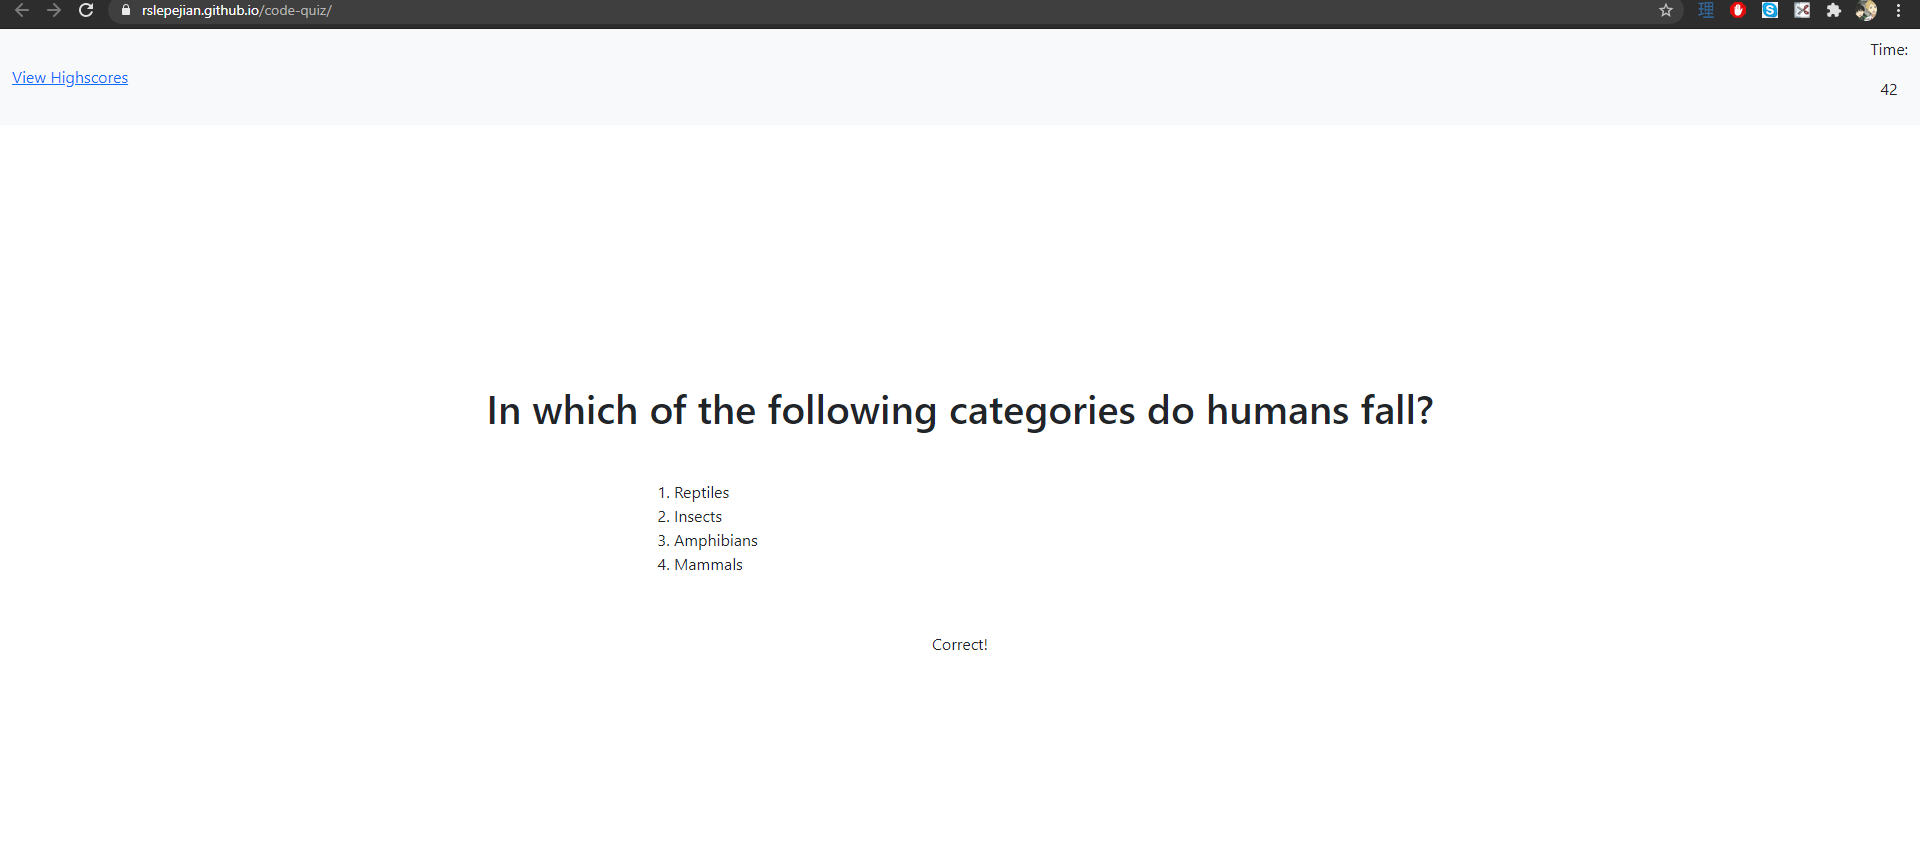 rslepejian.github.io/code-quiz/
理
S
View Highscores
Time:
42
In which of the following categories do humans fall?
1. Reptiles
2. Insects
3. Amphibians
4. Mammals
Correct!